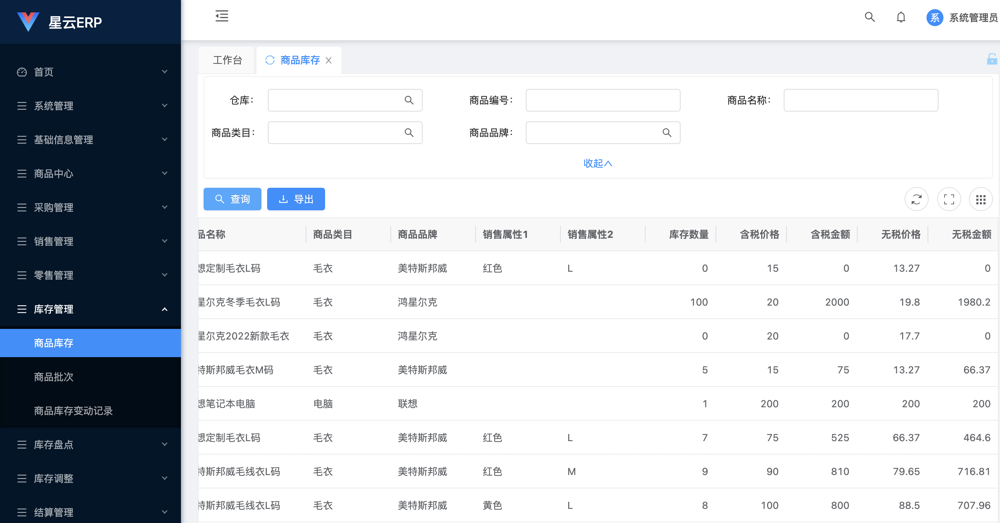 星云ERP
系 系统管理员
首页
系统管理
基础信息管理
商品中心
采购管理
销售管理
零售管理
库存管理
商品库存
商品批次
商品库存变动记录
库存盘点
库存调整
结算管理
工作台 商品库存
仓库: 商品编号: 商品名称:
商品类目: 商品品牌:
收起
查询 导出
品名称 商品类目 商品品牌 销售属性1 销售属性2 库存数量 含税价格 含税金额 无税价格 无税金额
想定制毛衣L码 毛衣 美特斯邦威 红色 L 0 15 0 13.27 0
星尔克冬季毛衣L码 毛衣 鸿星尔克 100 20 2000 19.8 1980.2
星尔克2022新款毛衣 毛衣 鸿星尔克 0 20 0 17.7 0
特斯邦威毛衣M码 毛衣 美特斯邦威 5 15 75 13.27 66.37
想笔记本电脑 电脑 联想 1 200 200 200 200
想定制毛衣L码 毛衣 美特斯邦威 红色 L 7 75 525 66.37 464.6
特斯邦威毛线衣L码 毛衣 美特斯邦威 红色 M 9 90 810 79.65 716.81
特斯邦威毛线衣L码 毛衣 美特斯邦威 黄色 L 8 100 800 88.5 707.96